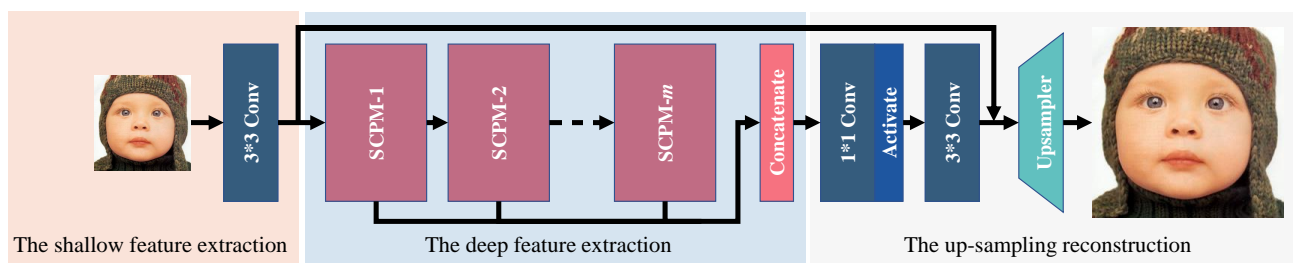 3*3 Conv
SCPM-1
SCPM-2
SCPM-m
Concatenate
1*1 Conv
Activate
3*3 Conv
Upsampler
The shallow feature extraction
The deep feature extraction
The up-sampling reconstruction